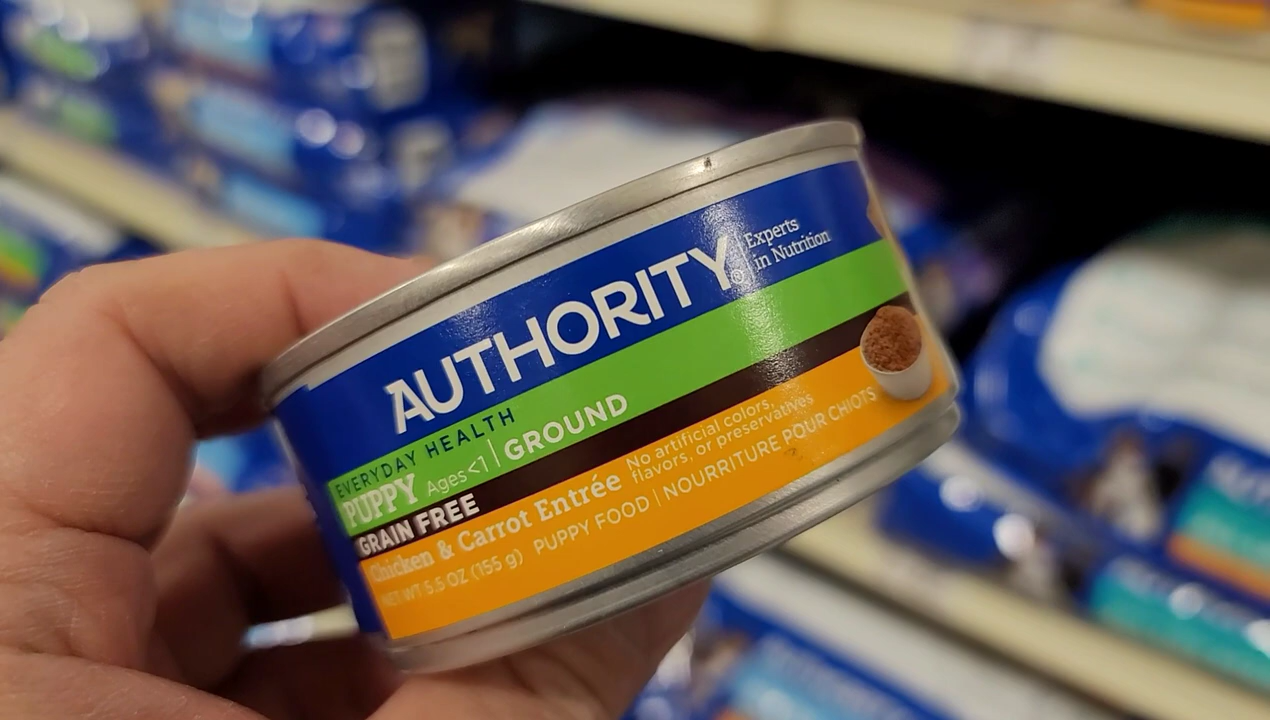 AUTHORITY®
Experts
in Nutrition
EVERYDAY HEALTH
PUPPY Ages<1 | GROUND
GRAIN FREE
Chicken & Carrot Entrée
No artificial colors,
flavors, or preservatives
NET WT 5.5 OZ (155 g) PUPPY FOOD | NOURRITURE POUR CHIOTS